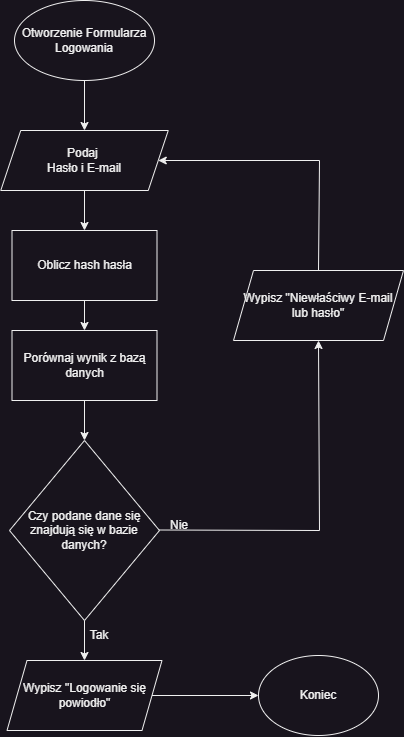 Otworzenie Formularza
Logowania
Podaj
Hasło i E-mail
Oblicz hash hasła
Wypisz "Niewłaściwy E-mail
lub hasło"
Porównaj wynik z bazą
danych
Czy podane dane się
znajdują się w bazie
danych?
Nie
Tak
Wypisz "Logowanie się
powiodło"
Koniec